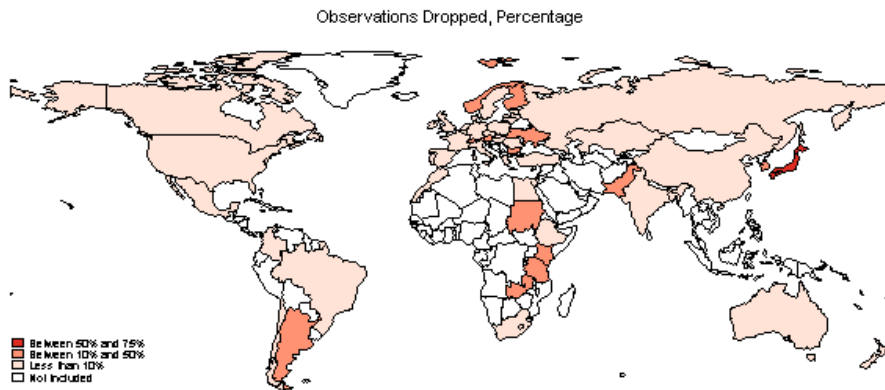 Observations Dropped, Percentage
Between 50% and 75%
Between 10% and 50%
Less than 10%
Not Included